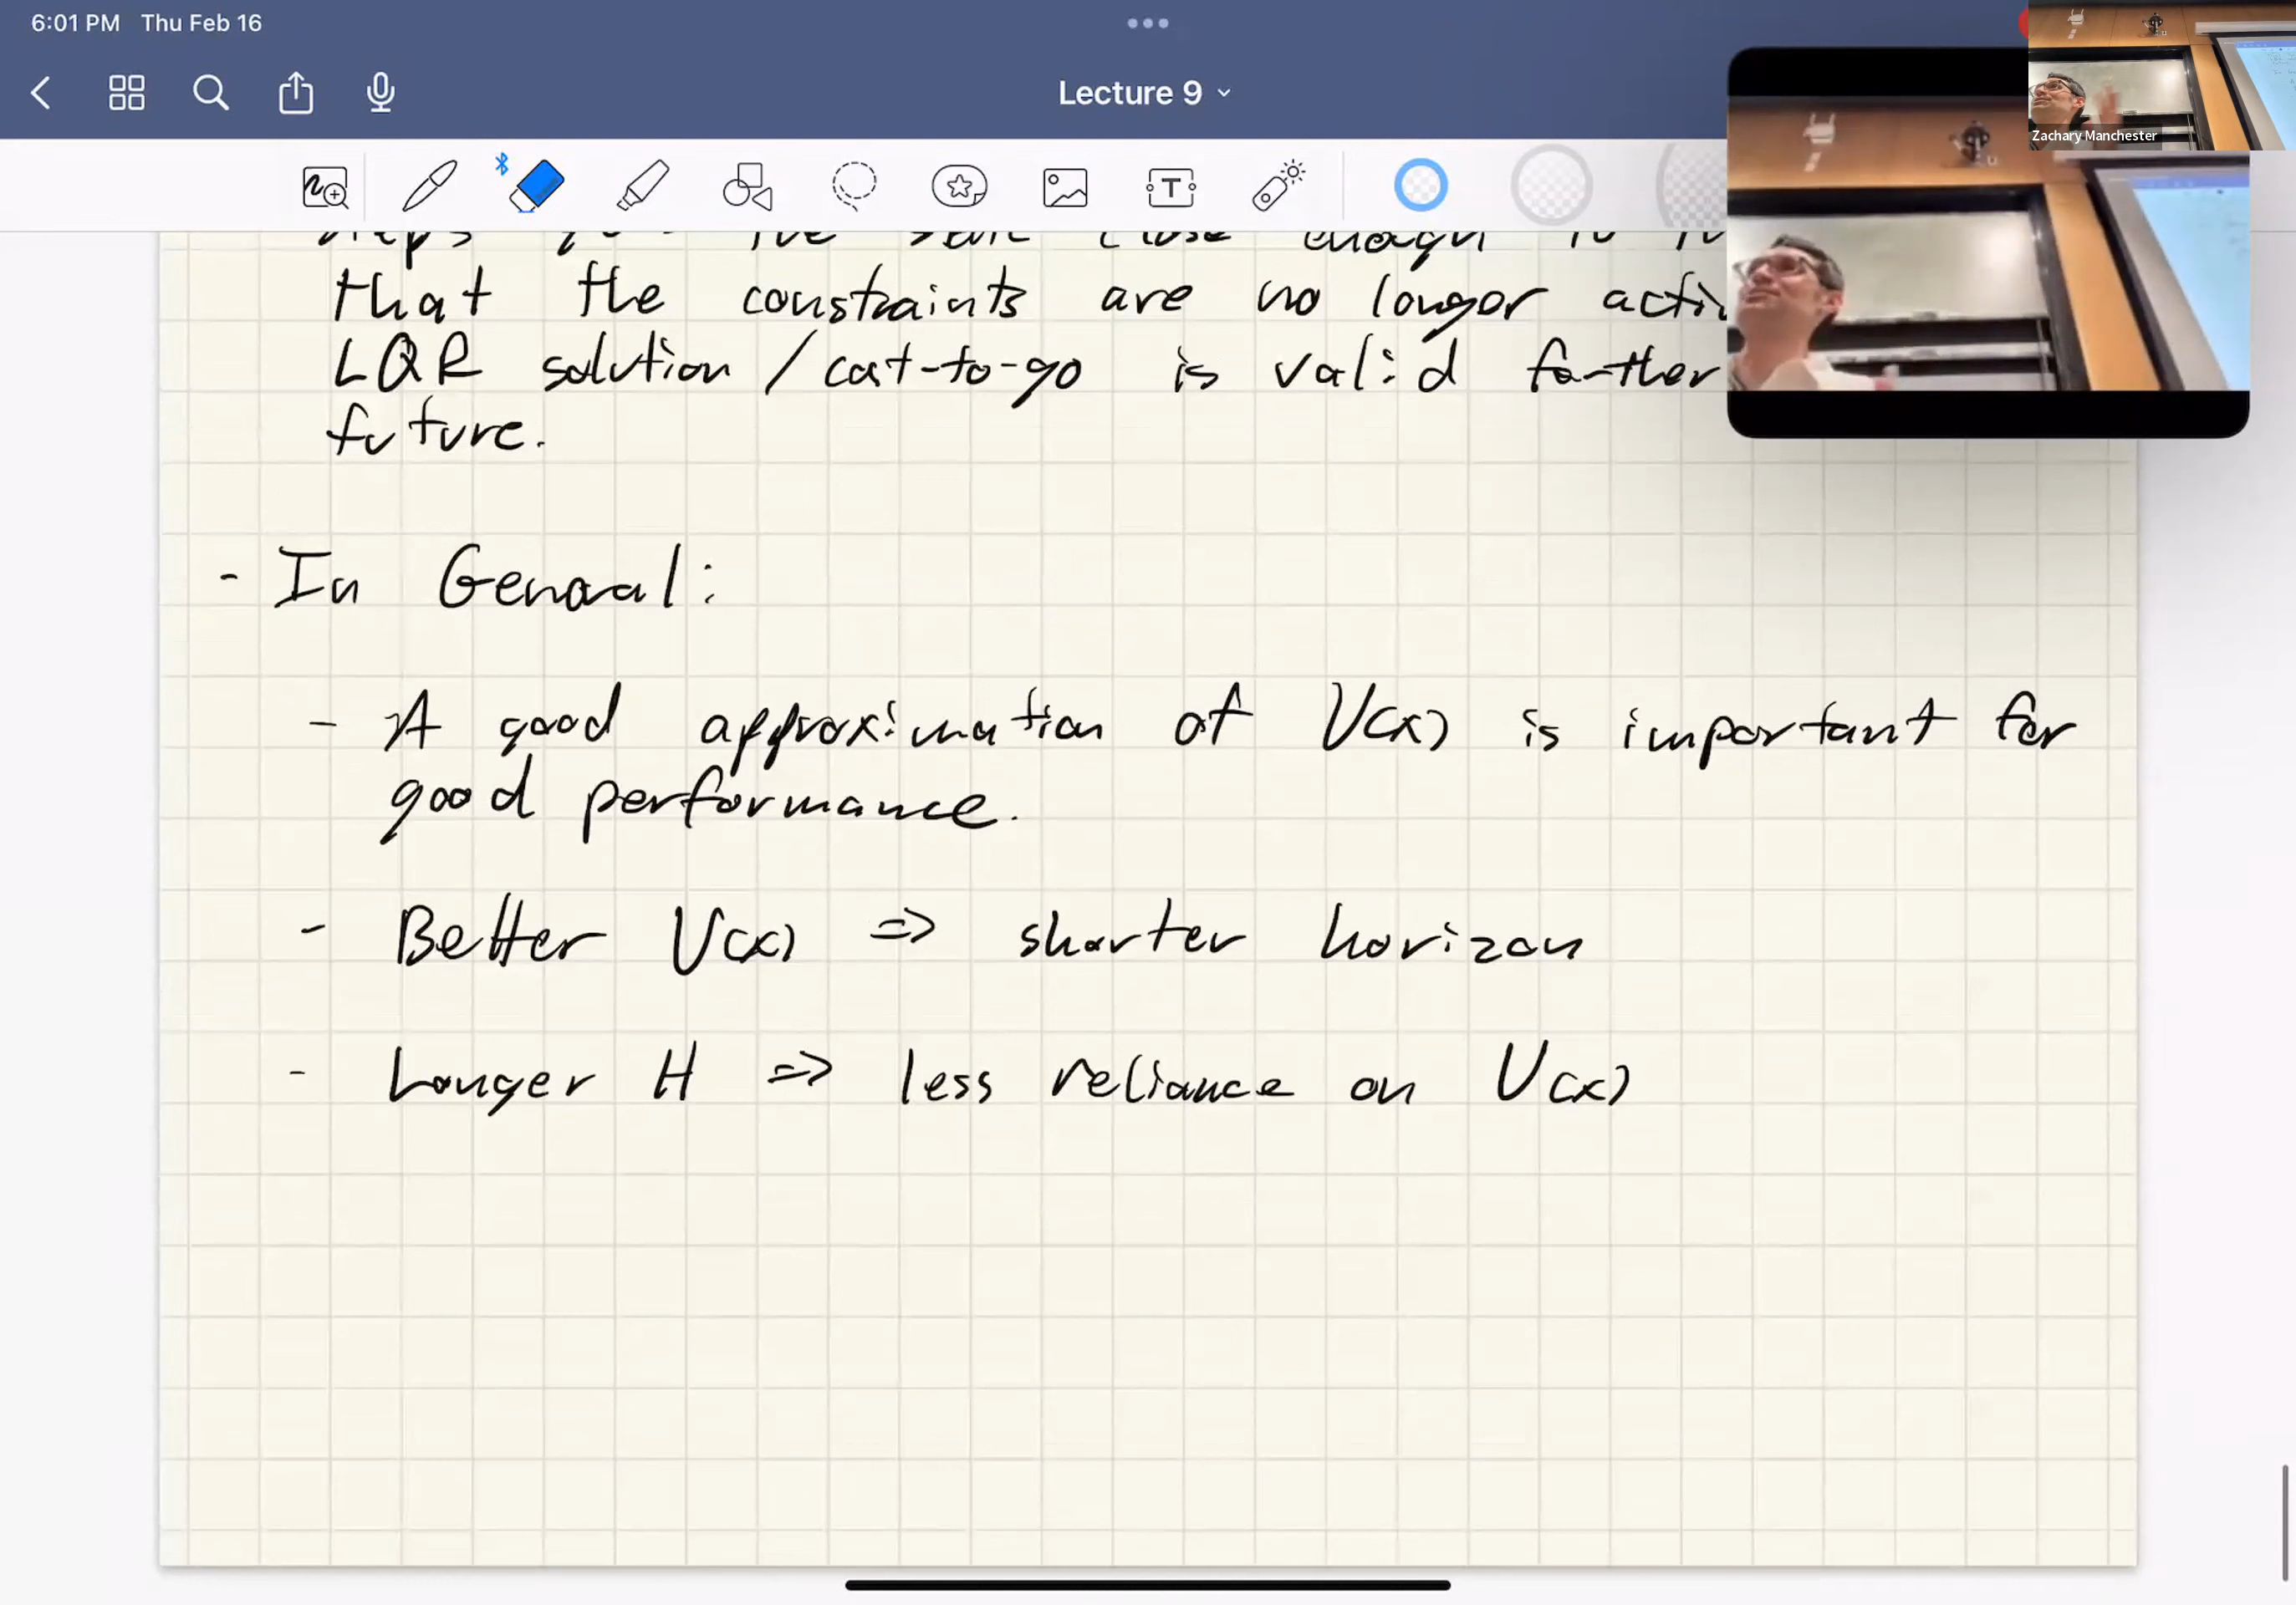 6:01 PM Thu Feb 16
Lecture 9
Zachary Manchester
enough
that the constraints are no longer
LQR solution / cost-to-go is valid farther
future.
- In General:
- A good approximation of V(x) is important for
good performance.
- Better V(x) => shorter horizon
- Longer H => less reliance on V(x)